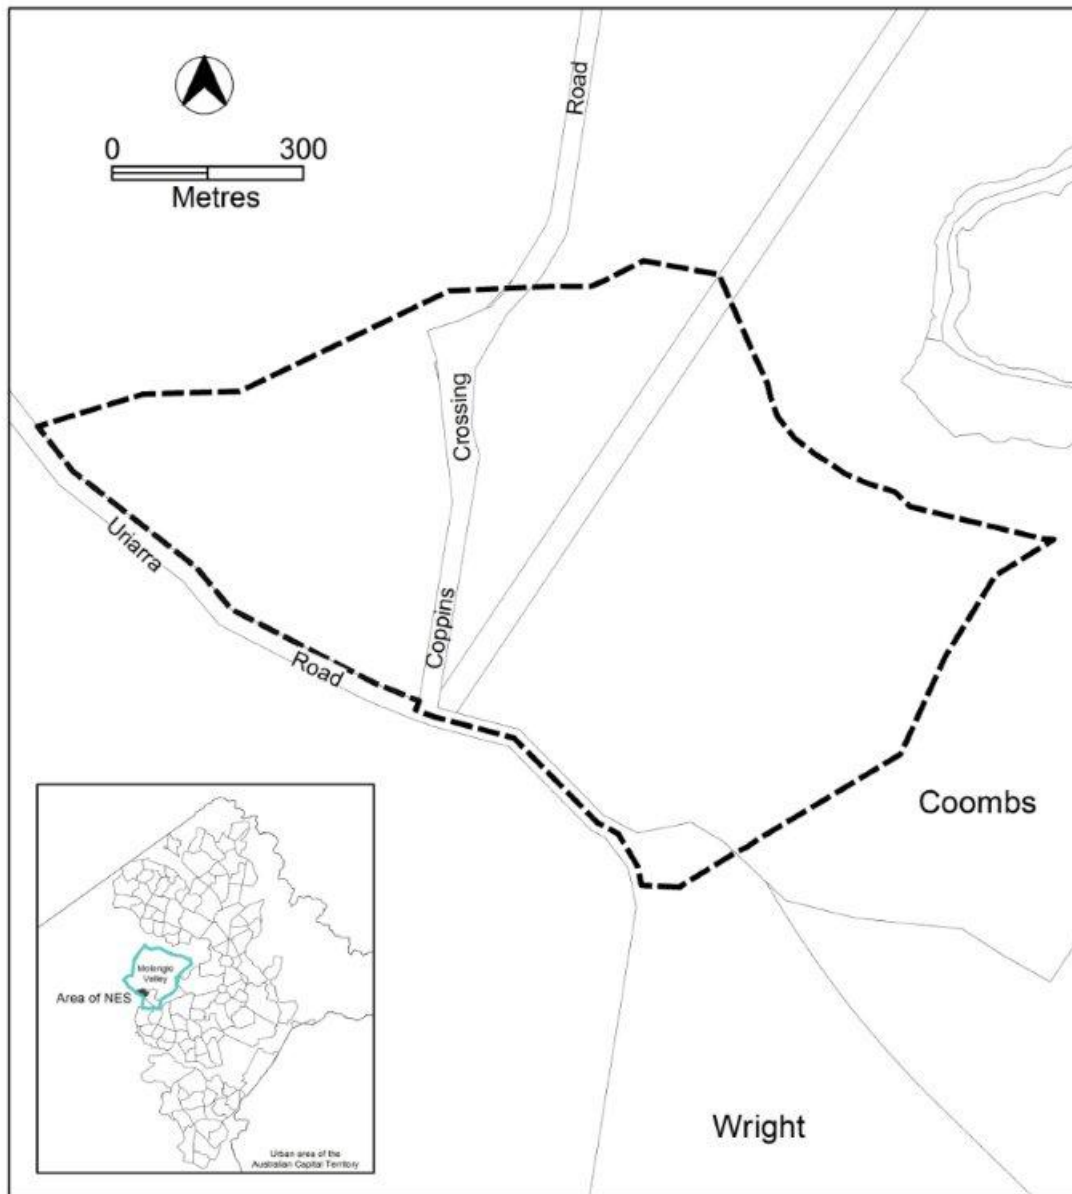 0 300
Metres
Road
Crossing
Coppins
Uriarra
Road
Coombs
Wright
Molonglo
Valley
Area of NES
Urban area of the
Australian Capital Territory